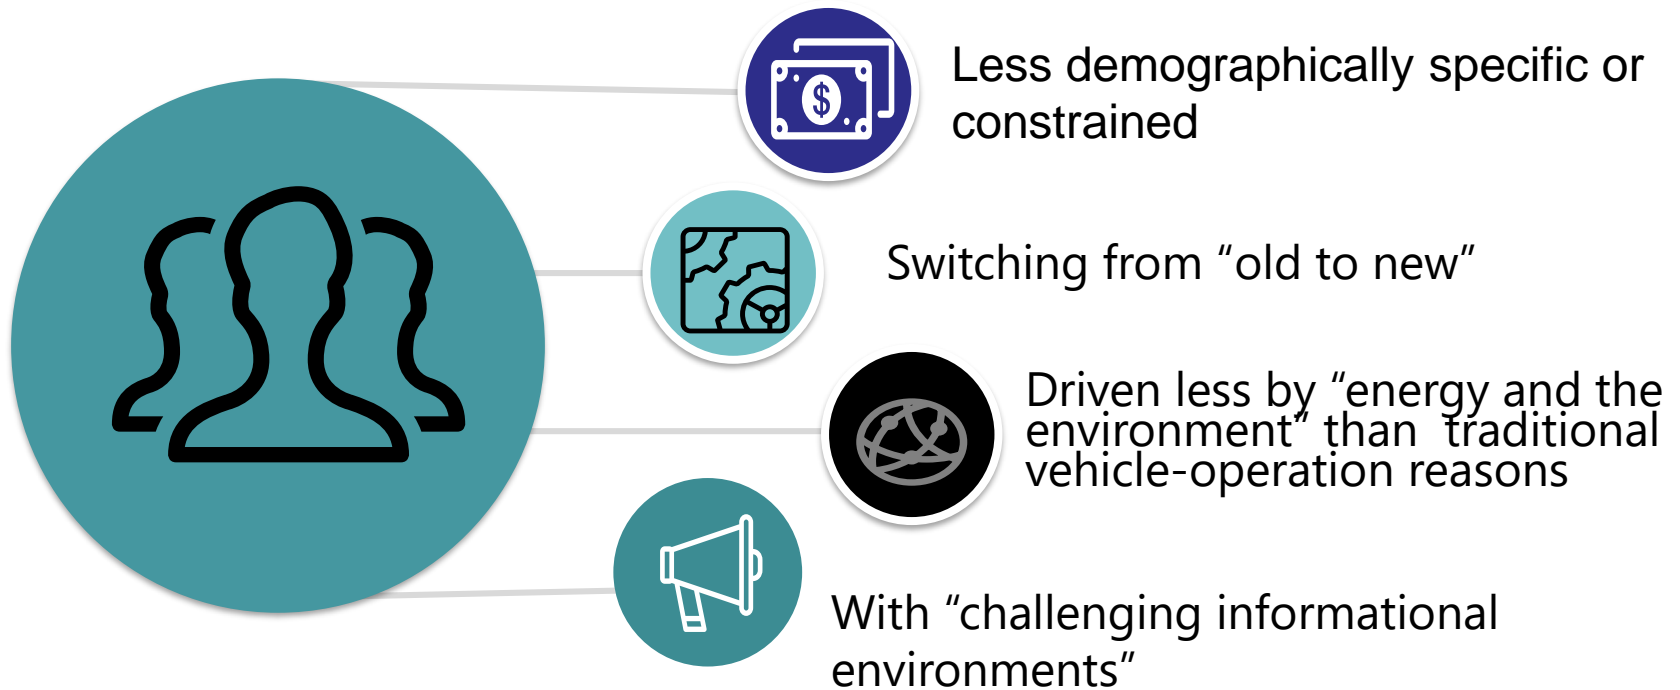 $
Less demographically specific or
constrained
Switching from “old to new”
Driven less by “energy and the
environment” than traditional
vehicle-operation reasons
With “challenging informational
environments”